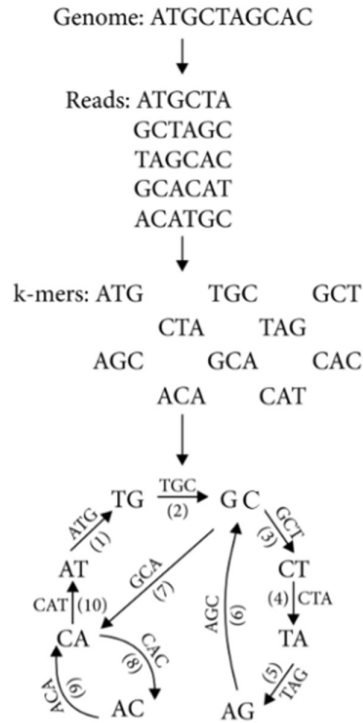 Genome: ATGCTAGCAC
Reads: ATGCTA
GCTAGC
TAGCAC
GCACAT
ACATGC
k-mers: ATG TGC GCT
CTA TAG
AGC GCA CAC
ACA CAT
TG TGC (2) GC
ATG (1) GCT (3)
AT GCA (7) CT
CAT (10) AGC (6) (4) CTA
CA CAC (8) TA
ACA (9) (5) TAG
AC AG